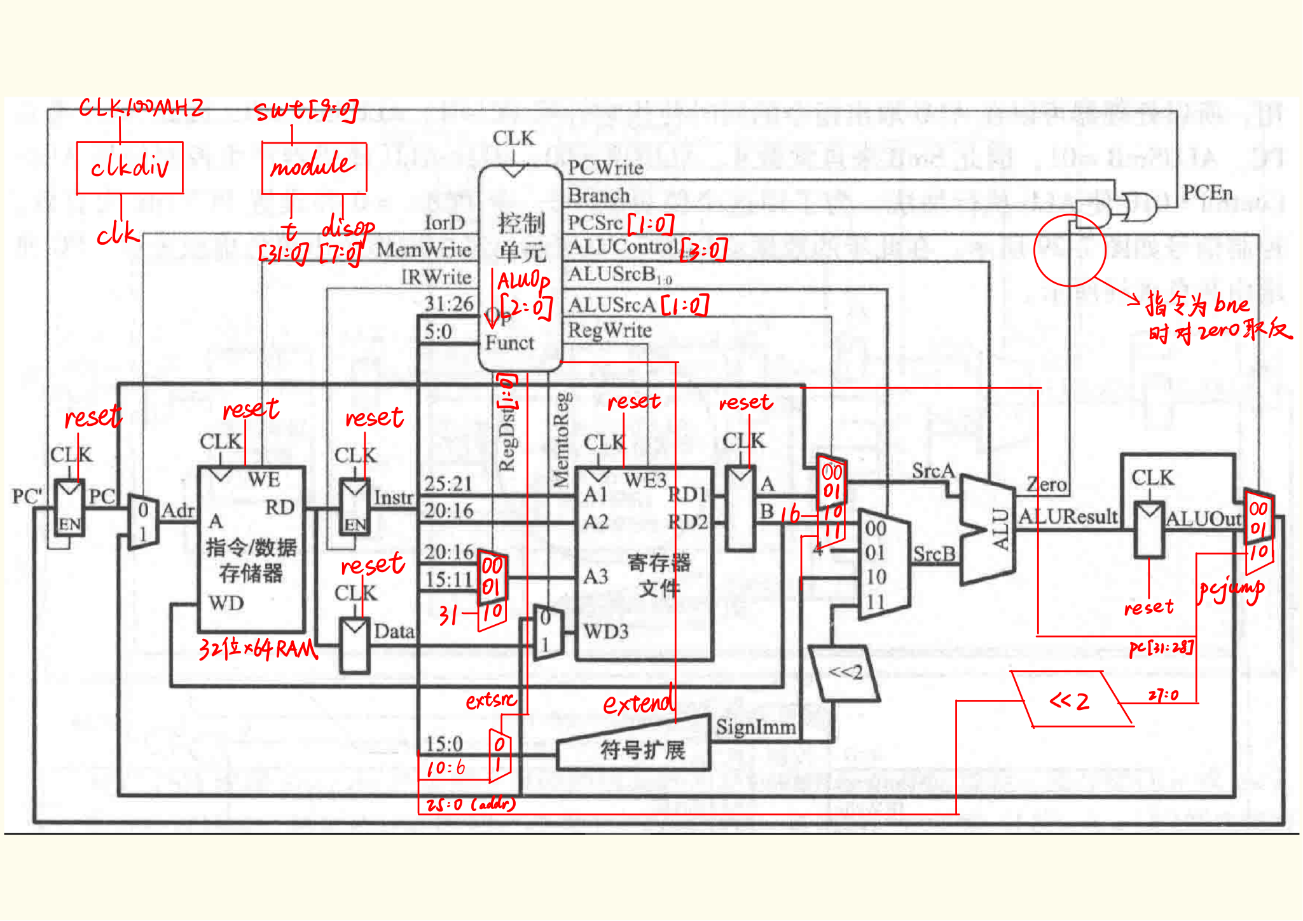 CLK100MHZ
swt[9:0]
clkdiv
module
clk
t
[31:0]
disop
[7:0]
CLK
控制
单元
IorD
MemWrite
IRWrite
31:26
Op
5:0
Funct
ALUOp
[2:0]
PCWrite
Branch
PCSrc [1:0]
ALUControl [3:0]
ALUSrcB1:0
ALUSrcA [1:0]
RegWrite
PCEn
指令为bne
时对zero取反
RegDst [1:0]
MemtoReg
reset
reset
reset
reset
reset
CLK
CLK
CLK
CLK
CLK
PC'
EN
PC
0
1
Adr
WE
RD
A
指令/数据
存储器
WD
32位×64RAM
EN
Instr
reset
CLK
Data
25:21
20:16
20:16
15:11
31
00
01
10
0
1
A1
A2
A3
WD3
WE3
RD1
RD2
寄存器
文件
A
B
16
00
01
10
11
4
00
01
10
11
SrcA
SrcB
ALU
Zero
ALUResult
CLK
ALUOut
reset
00
01
10
pcjump
pc[31:28]
<<2
<<2
27:0
extsrc
extend
15:0
10:6
0
1
符号扩展
SignImm
25:0 (addr)